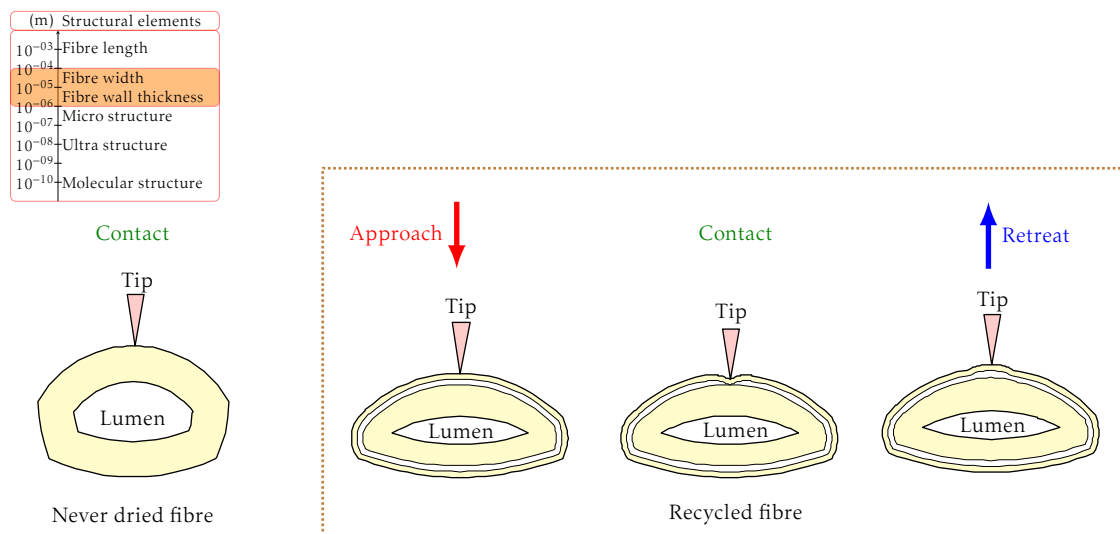 (m) Structural elements
10−03 Fibre length
10−04
Fibre width
10−05
Fibre wall thickness
10−06
Micro structure
10−07
10−08 Ultra structure
10−09
10−10 Molecular structure
Contact
Approach
Contact
Retreat
Tip
Tip
Tip
Tip
Lumen
Lumen
Lumen
Lumen
Never dried fibre
Recycled fibre